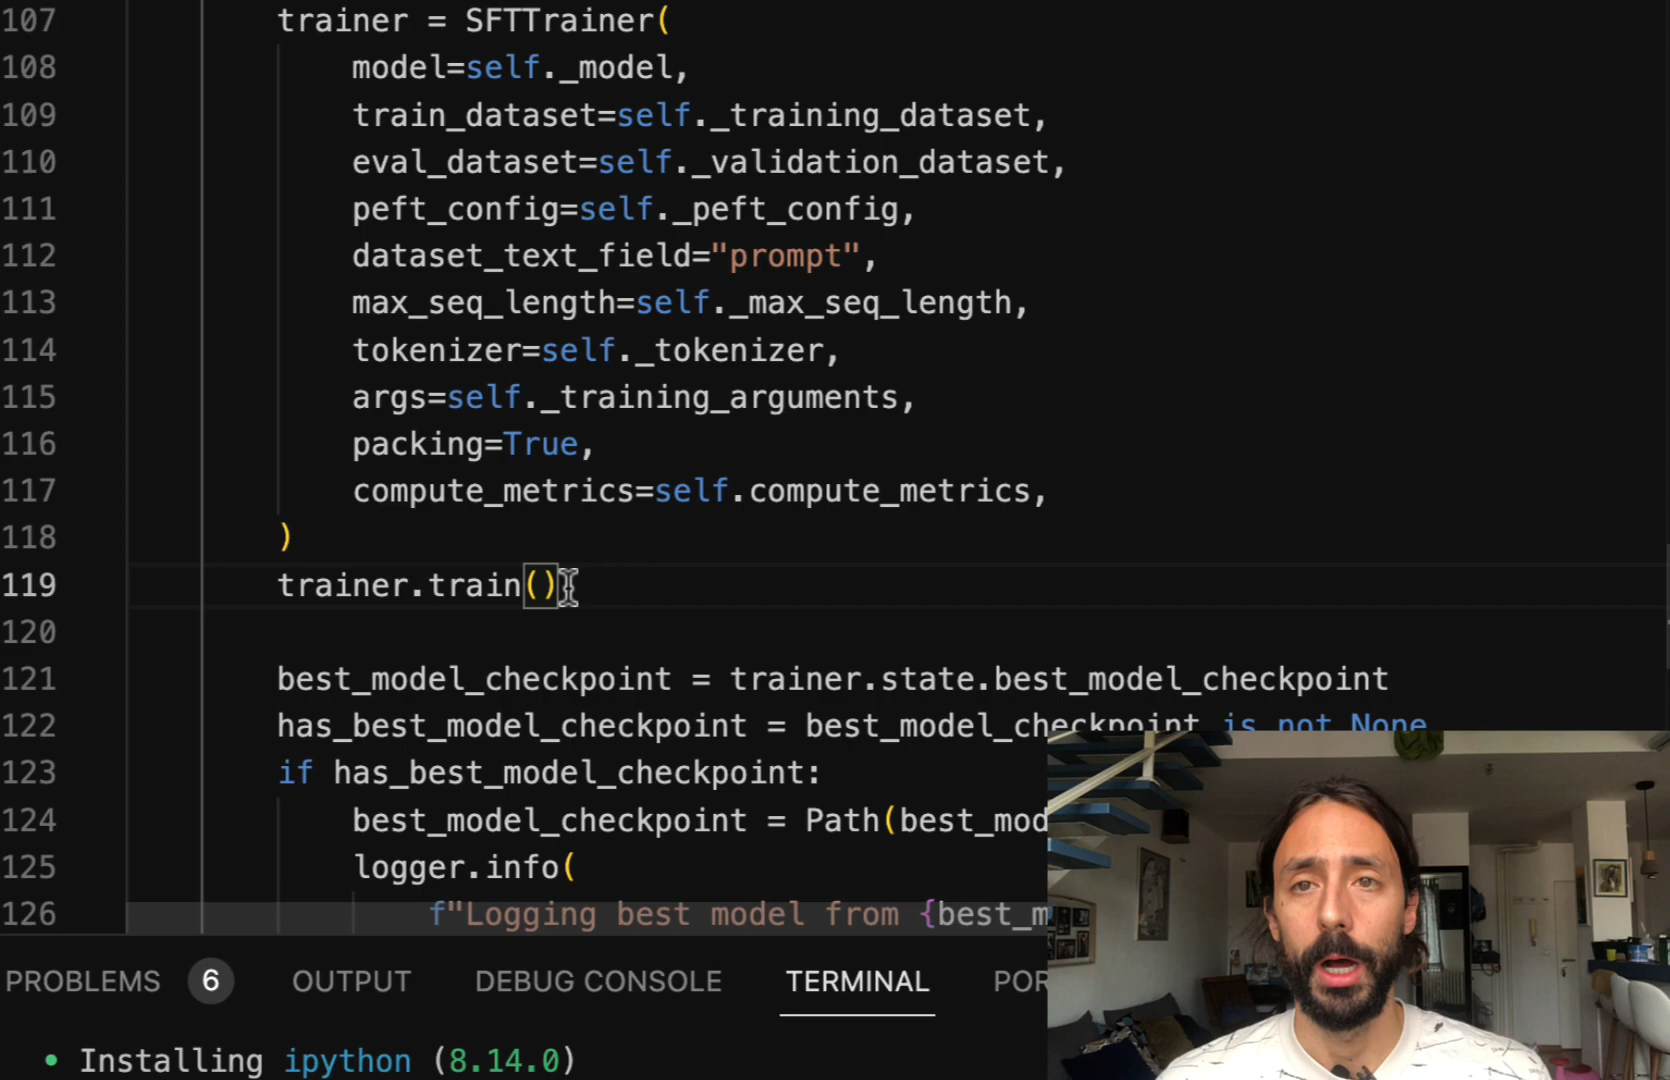 107 trainer = SFTTrainer(
108 model=self._model,
109 train_dataset=self._training_dataset,
110 eval_dataset=self._validation_dataset,
111 peft_config=self._peft_config,
112 dataset_text_field="prompt",
113 max_seq_length=self._max_seq_length,
114 tokenizer=self._tokenizer,
115 args=self._training_arguments,
116 packing=True,
117 compute_metrics=self.compute_metrics,
118 )
119 trainer.train()
120
121 best_model_checkpoint = trainer.state.best_model_checkpoint
122 has_best_model_checkpoint = best_model_checkpoint is not None
123 if has_best_model_checkpoint:
124 best_model_checkpoint = Path(best_mod
125 logger.info(
126 f"Logging best model from {best_m
PROBLEMS 6 OUTPUT DEBUG CONSOLE TERMINAL POR
• Installing ipython (8.14.0)